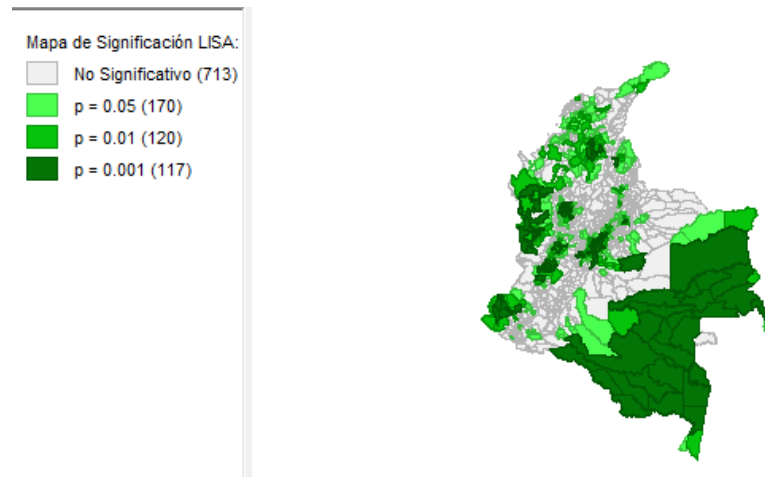 Mapa de Significación LISA:
No Significativo (713)
p = 0.05 (170)
p = 0.01 (120)
p = 0.001 (117)